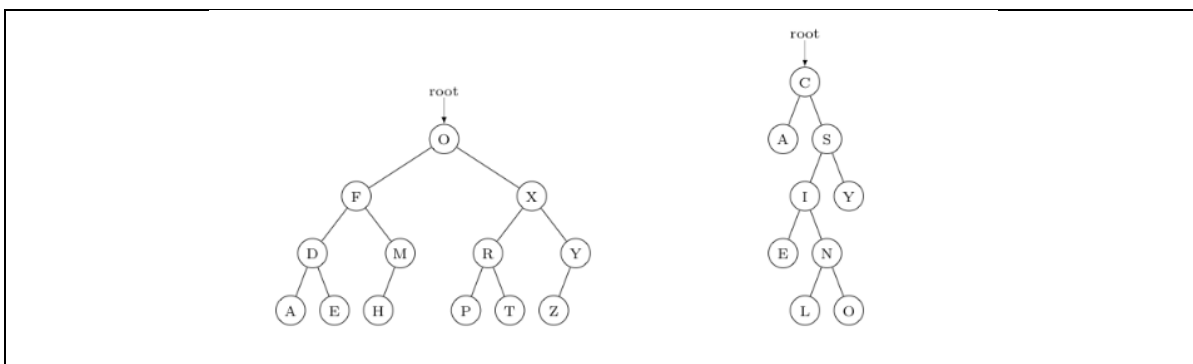 root
C
root
O
A S
F X
I Y
D M R Y
E N
A E H P T Z
L O